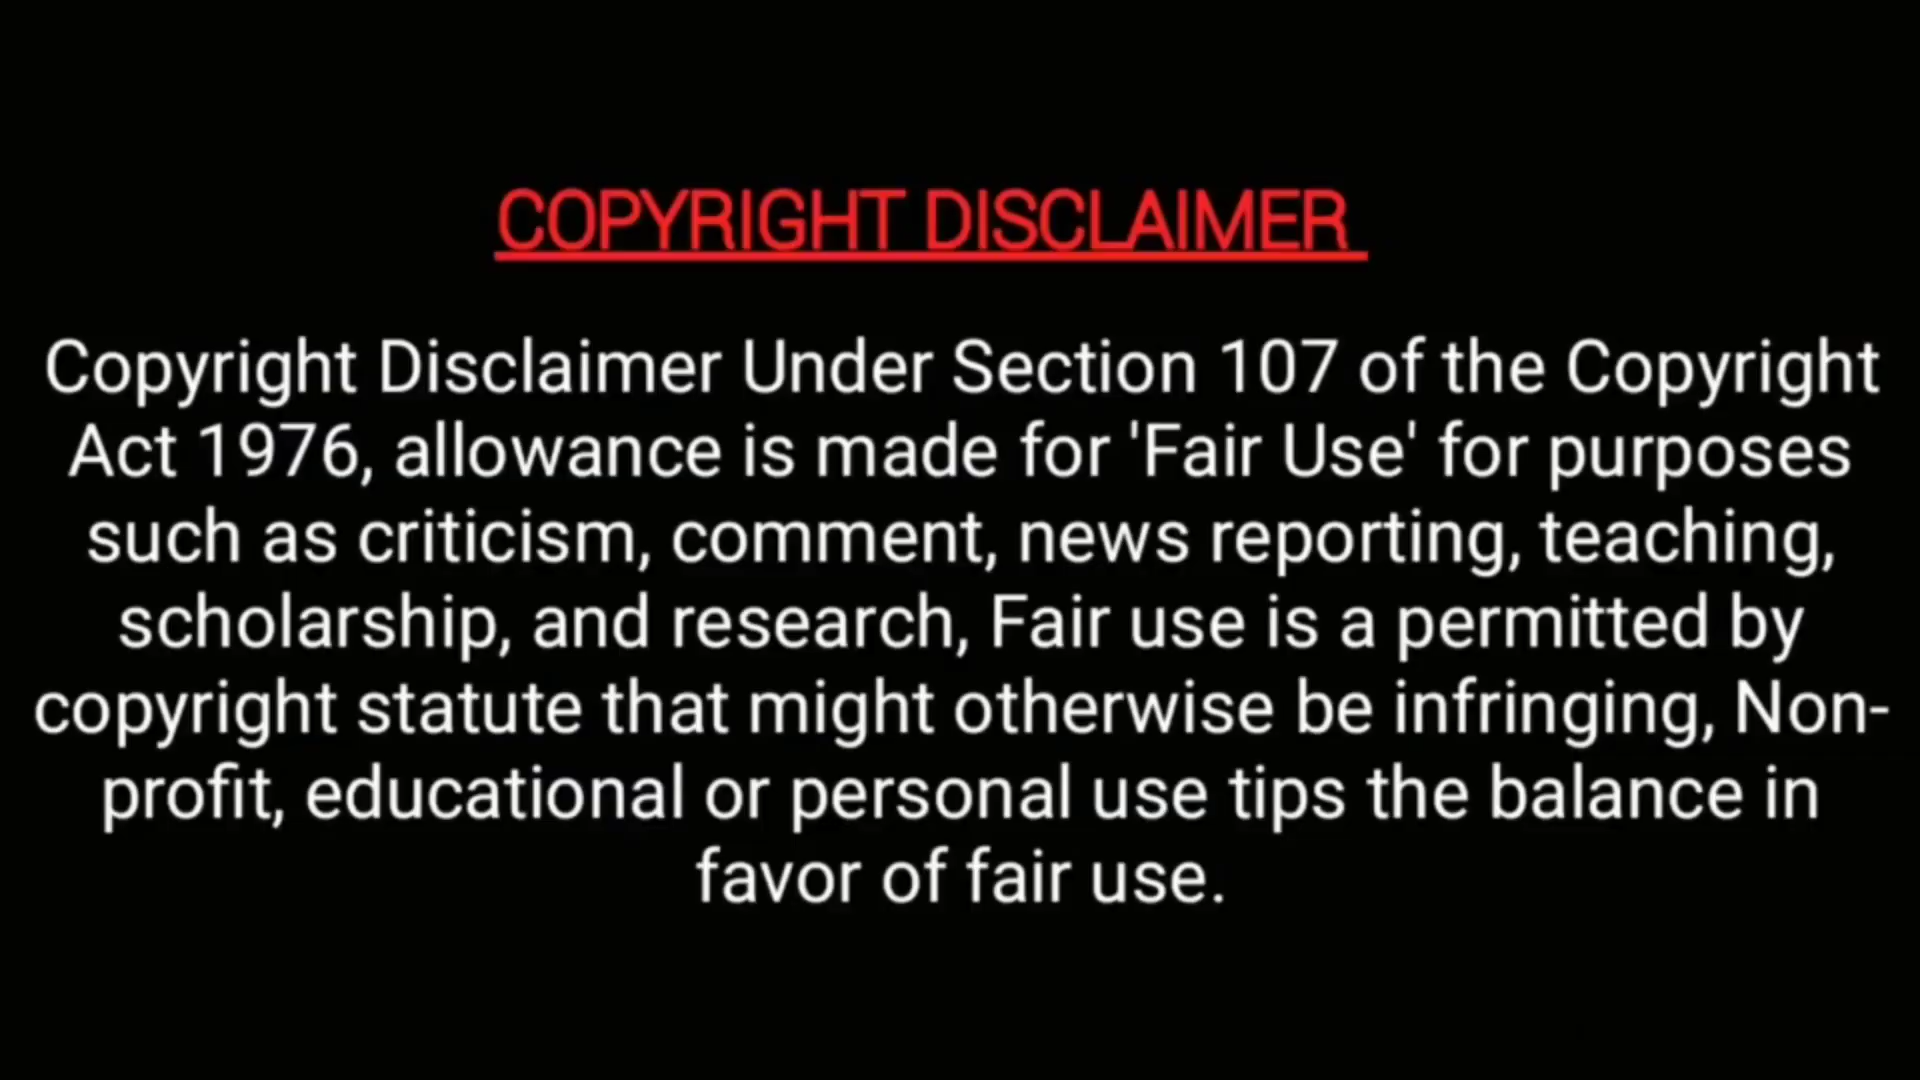 COPYRIGHT DISCLAIMER
Copyright Disclaimer Under Section 107 of the Copyright
Act 1976, allowance is made for 'Fair Use' for purposes
such as criticism, comment, news reporting, teaching,
scholarship, and research, Fair use is a permitted by
copyright statute that might otherwise be infringing, Non-
profit, educational or personal use tips the balance in
favor of fair use.